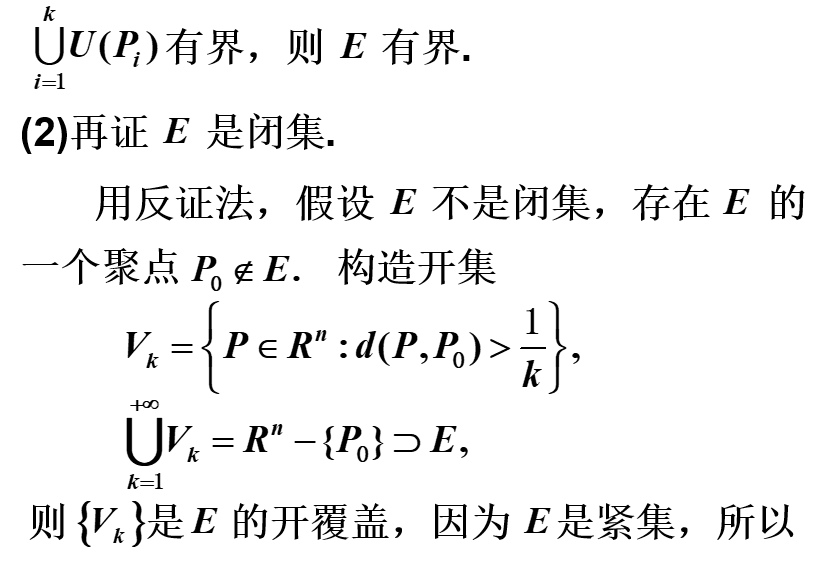 $\bigcup_{i=1}^{k} U(P_i)$有界，则 E 有界.
(2)再证 E 是闭集.
用反证法，假设 E 不是闭集，存在 E 的
一个聚点 $P_0 \notin E$. 构造开集
$V_k = \left\{ P \in R^n : d(P, P_0) > \frac{1}{k} \right\},$
$\bigcup_{k=1}^{+\infty} V_k = R^n - \{P_0\} \supset E,$
则 $\{V_k\}$是 E 的开覆盖，因为 E是紧集，所以